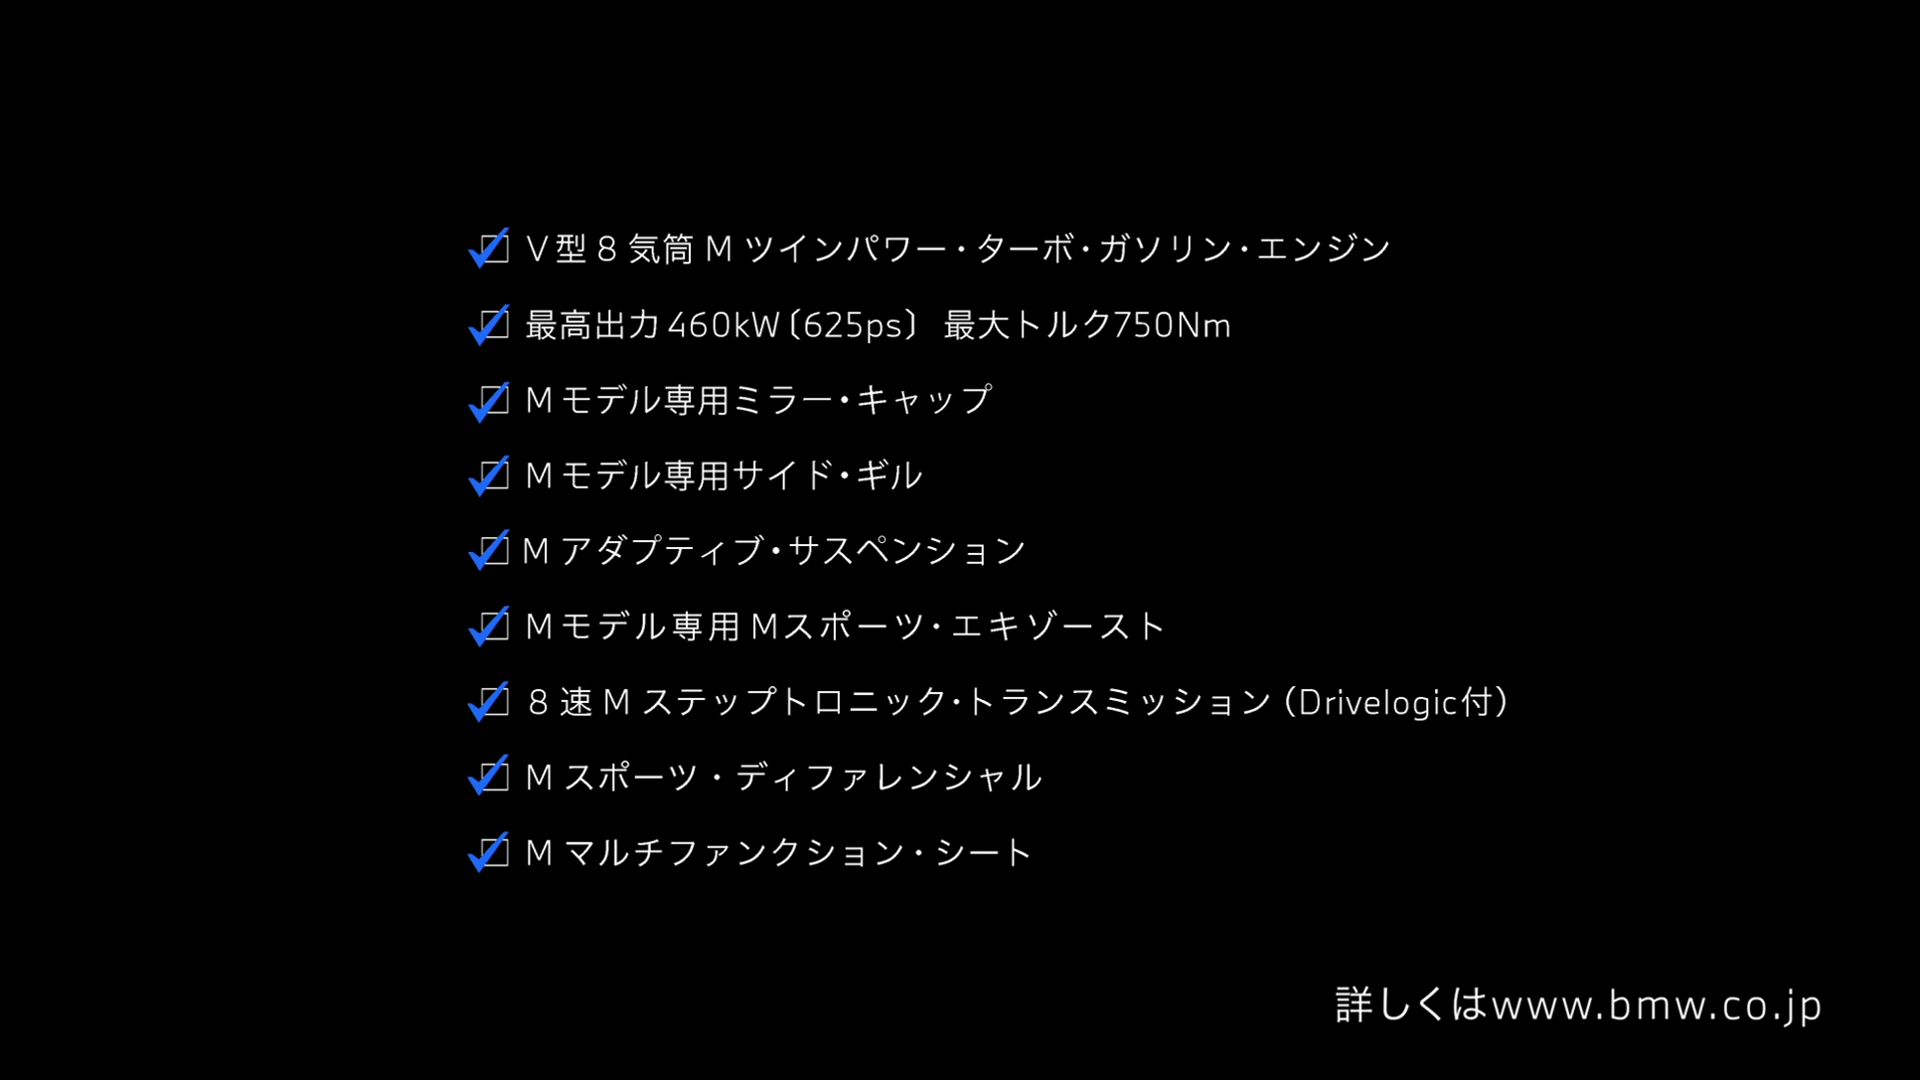 V型 8 気筒 M ツインパワー・ターボ・ガソリン・エンジン
最高出力 460kW〔625ps〕 最大トルク750Nm
M モデル専用ミラー・キャップ
M モデル専用サイド・ギル
M アダプティブ・サスペンション
M モデル専用 Mスポーツ・エキゾースト
8 速 M ステップトロニック・トランスミッション（Drivelogic付）
M スポーツ・ディファレンシャル
M マルチファンクション・シート
詳しくはwww.bmw.co.jp